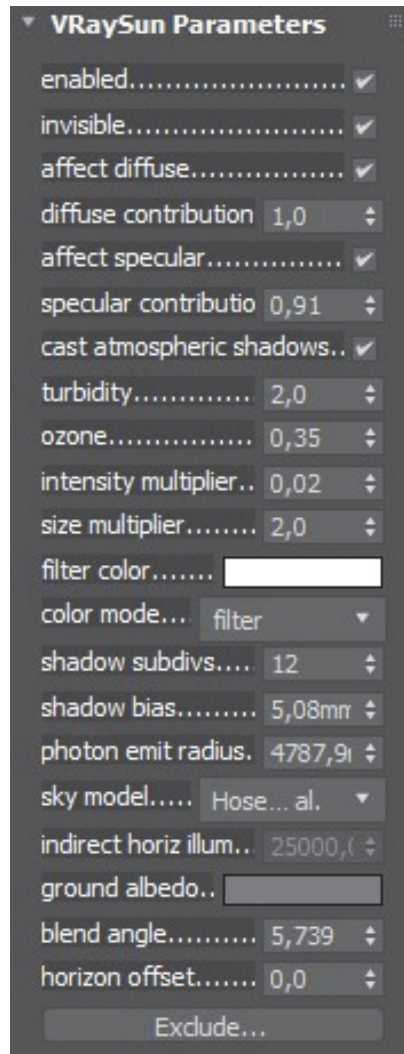 VRaySun Parameters
enabled........................
invisible........................
affect diffuse.................
diffuse contribution 1,0
affect specular...............
specular contributio 0,91
cast atmospheric shadows..
turbidity............. 2,0
ozone................ 0,35
intensity multiplier.. 0,02
size multiplier........ 2,0
filter color.......
color mode... filter
shadow subdivs.... 12
shadow bias......... 5,08mm
photon emit radius. 4787,9
sky model..... Hose... al.
indirect horiz illum.. 25000,
ground albedo..
blend angle.......... 5,739
horizon offset....... 0,0
Exclude...